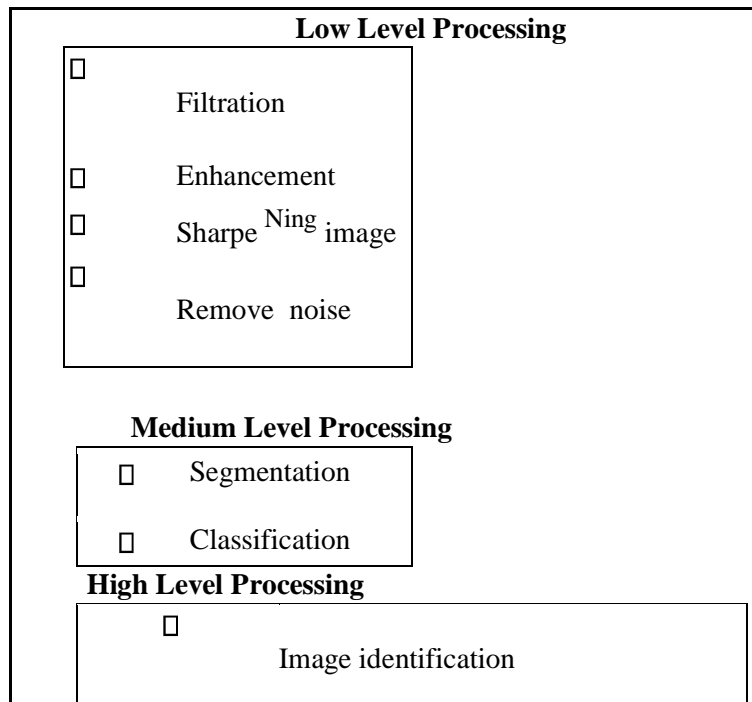 Low Level Processing
Filtration
Enhancement
Sharpe Ning image
Remove noise
Medium Level Processing
Segmentation
Classification
High Level Processing
Image identification